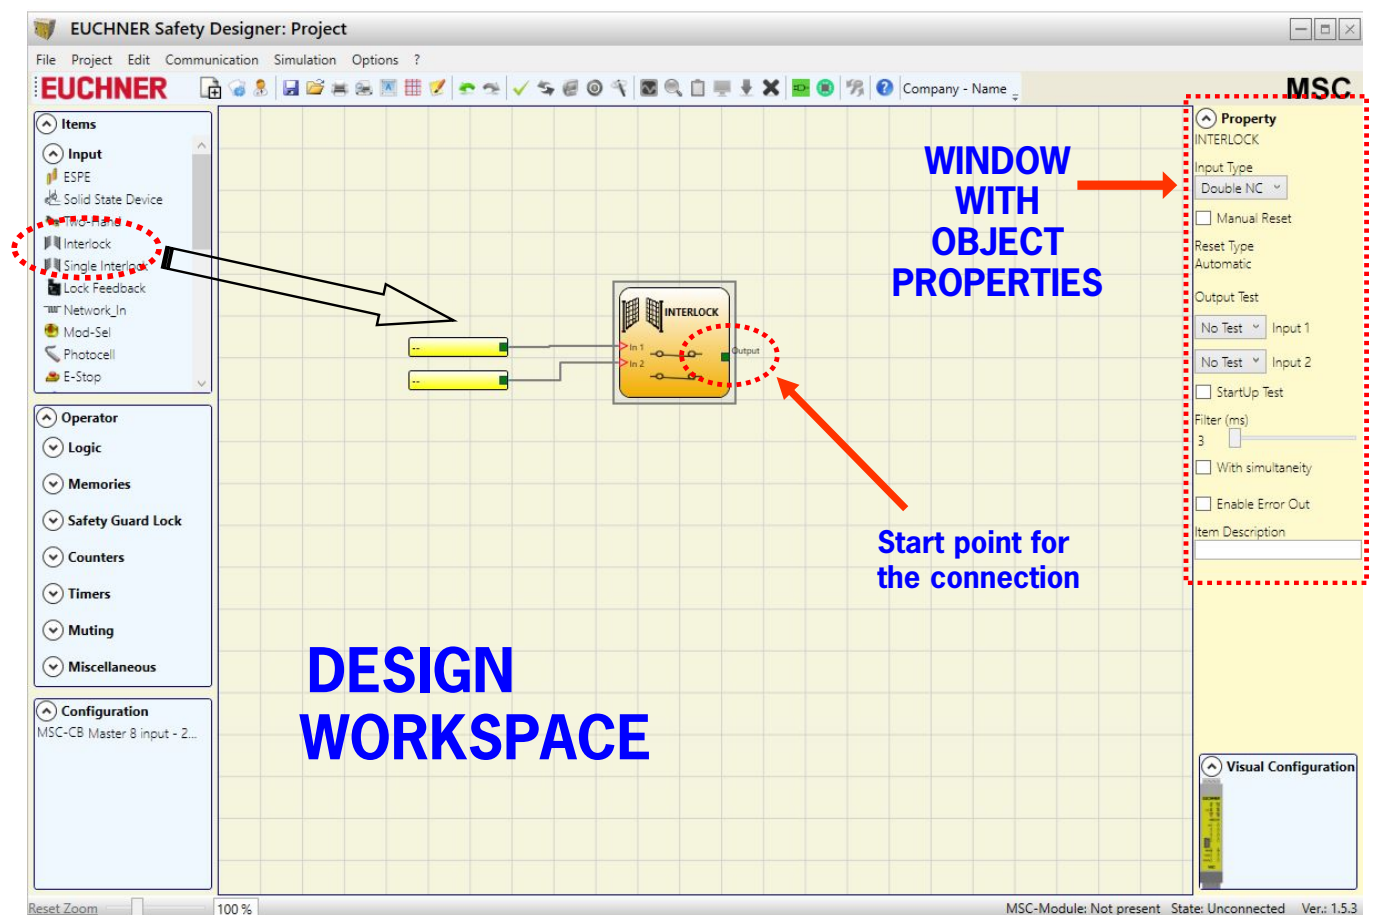 EUCHNER Safety Designer: Project
File Project Edit Communication Simulation Options ?
EUCHNER
Company - Name
MSC
Items
Input
ESPE
Solid State Device
Two-Hand
Interlock
Single Interlock
Lock Feedback
Network_In
Mod-Sel
Photocell
E-Stop
Operator
Logic
Memories
Safety Guard Lock
Counters
Timers
Muting
Miscellaneous
Configuration
MSC-CB Master 8 input - 2...
INTERLOCK
In 1
In 2
Output
--
--
WINDOW
WITH
OBJECT
PROPERTIES
Start point for
the connection
DESIGN
WORKSPACE
Property
INTERLOCK
Input Type
Double NC
Manual Reset
Reset Type
Automatic
Output Test
No Test Input 1
No Test Input 2
StartUp Test
Filter (ms)
3
With simultaneity
Enable Error Out
Item Description
Visual Configuration
Reset Zoom 100 %
MSC-Module: Not present State: Unconnected Ver.: 1.5.3